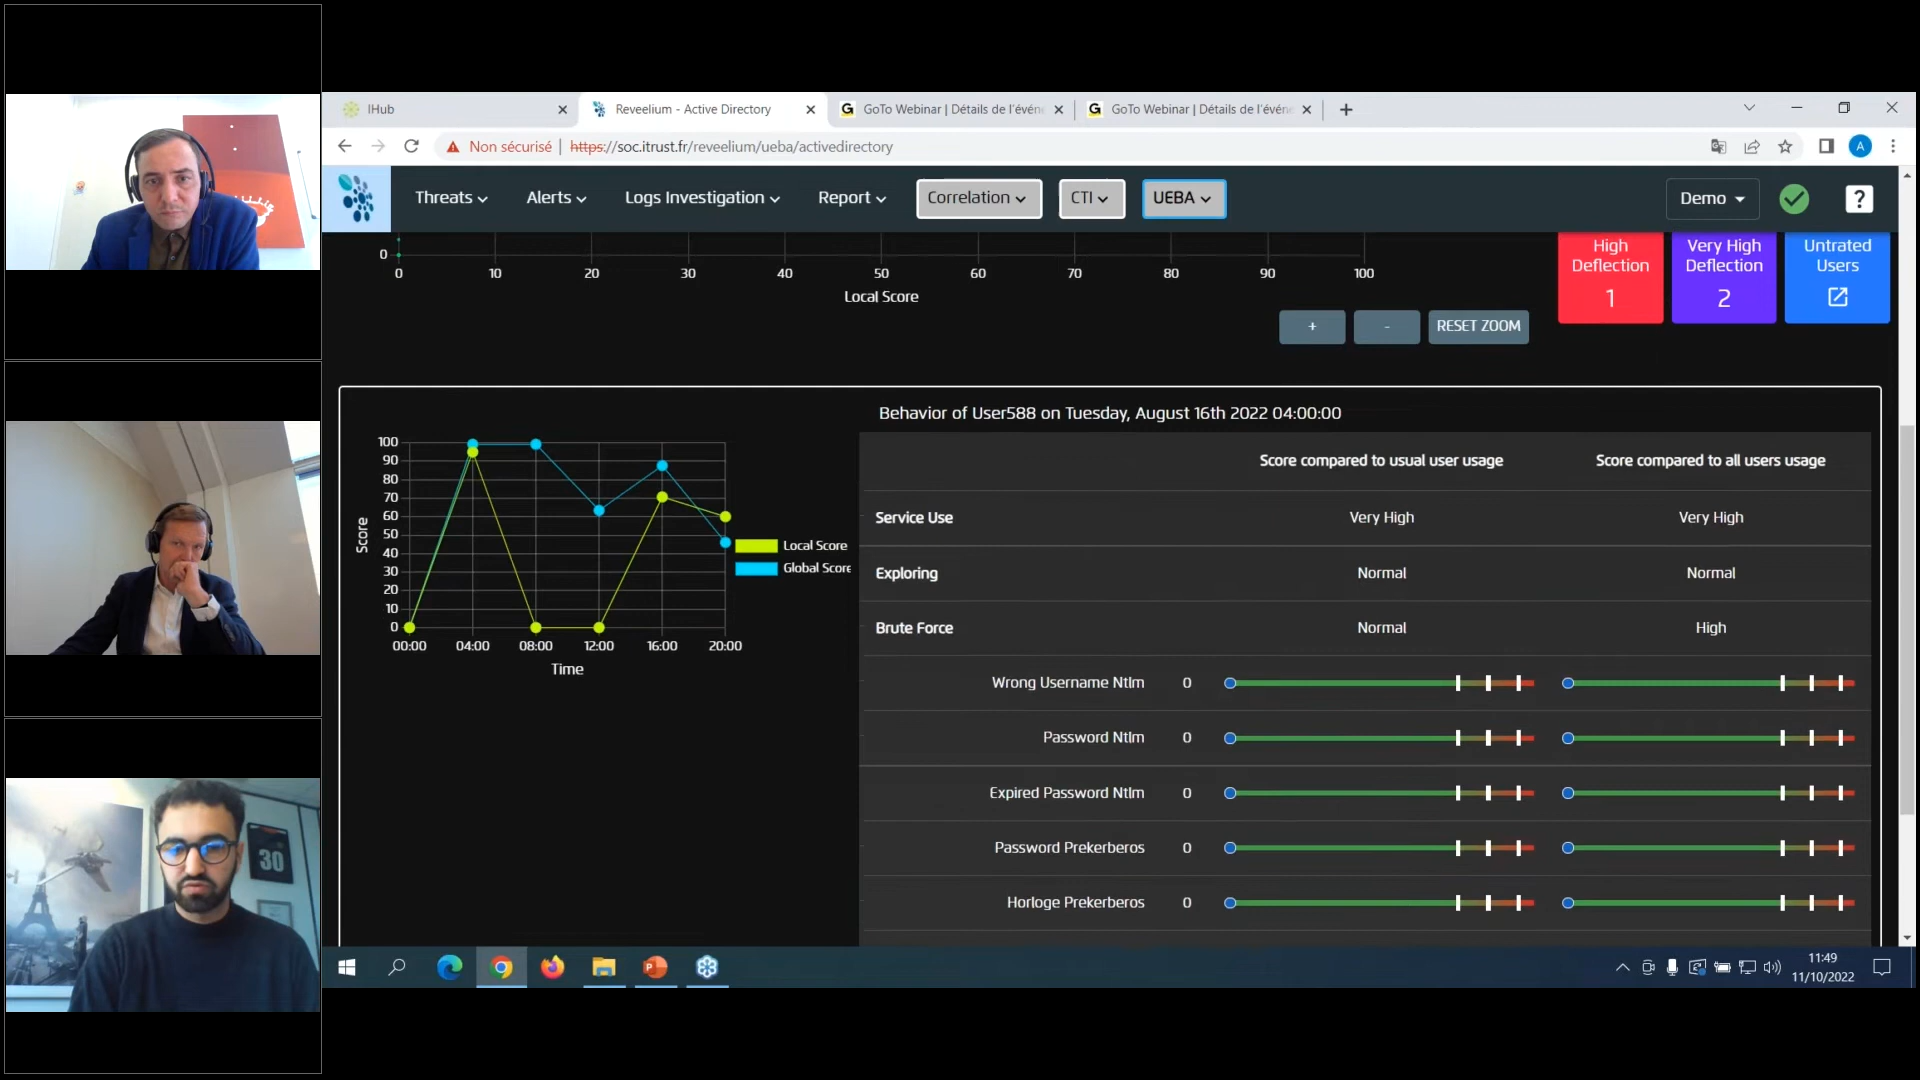 IHub
Reveelium - Active Directory
GoTo Webinar | Détails de l'événe
GoTo Webinar | Détails de l'événe
Non sécurisé | https://soc.itrust.fr/reveelium/ueba/activedirectory
A
Threats
Alerts
Logs Investigation
Report
Correlation
CTI
UEBA
Demo
?
0
0 10 20 30 40 50 60 70 80 90 100
Local Score
High Deflection 1
Very High Deflection 2
Untrated Users
+ - RESET ZOOM
Behavior of User588 on Tuesday, August 16th 2022 04:00:00
100
90
80
70
60
50
40
30
20
10
0
Score
00:00 04:00 08:00 12:00 16:00 20:00
Time
Local Score
Global Score
Score compared to usual user usage Score compared to all users usage
Service Use Very High Very High
Exploring Normal Normal
Brute Force Normal High
Wrong Username Ntlm 0
Password Ntlm 0
Expired Password Ntlm 0
Password Prekerberos 0
Horloge Prekerberos 0
30
11:49
11/10/2022